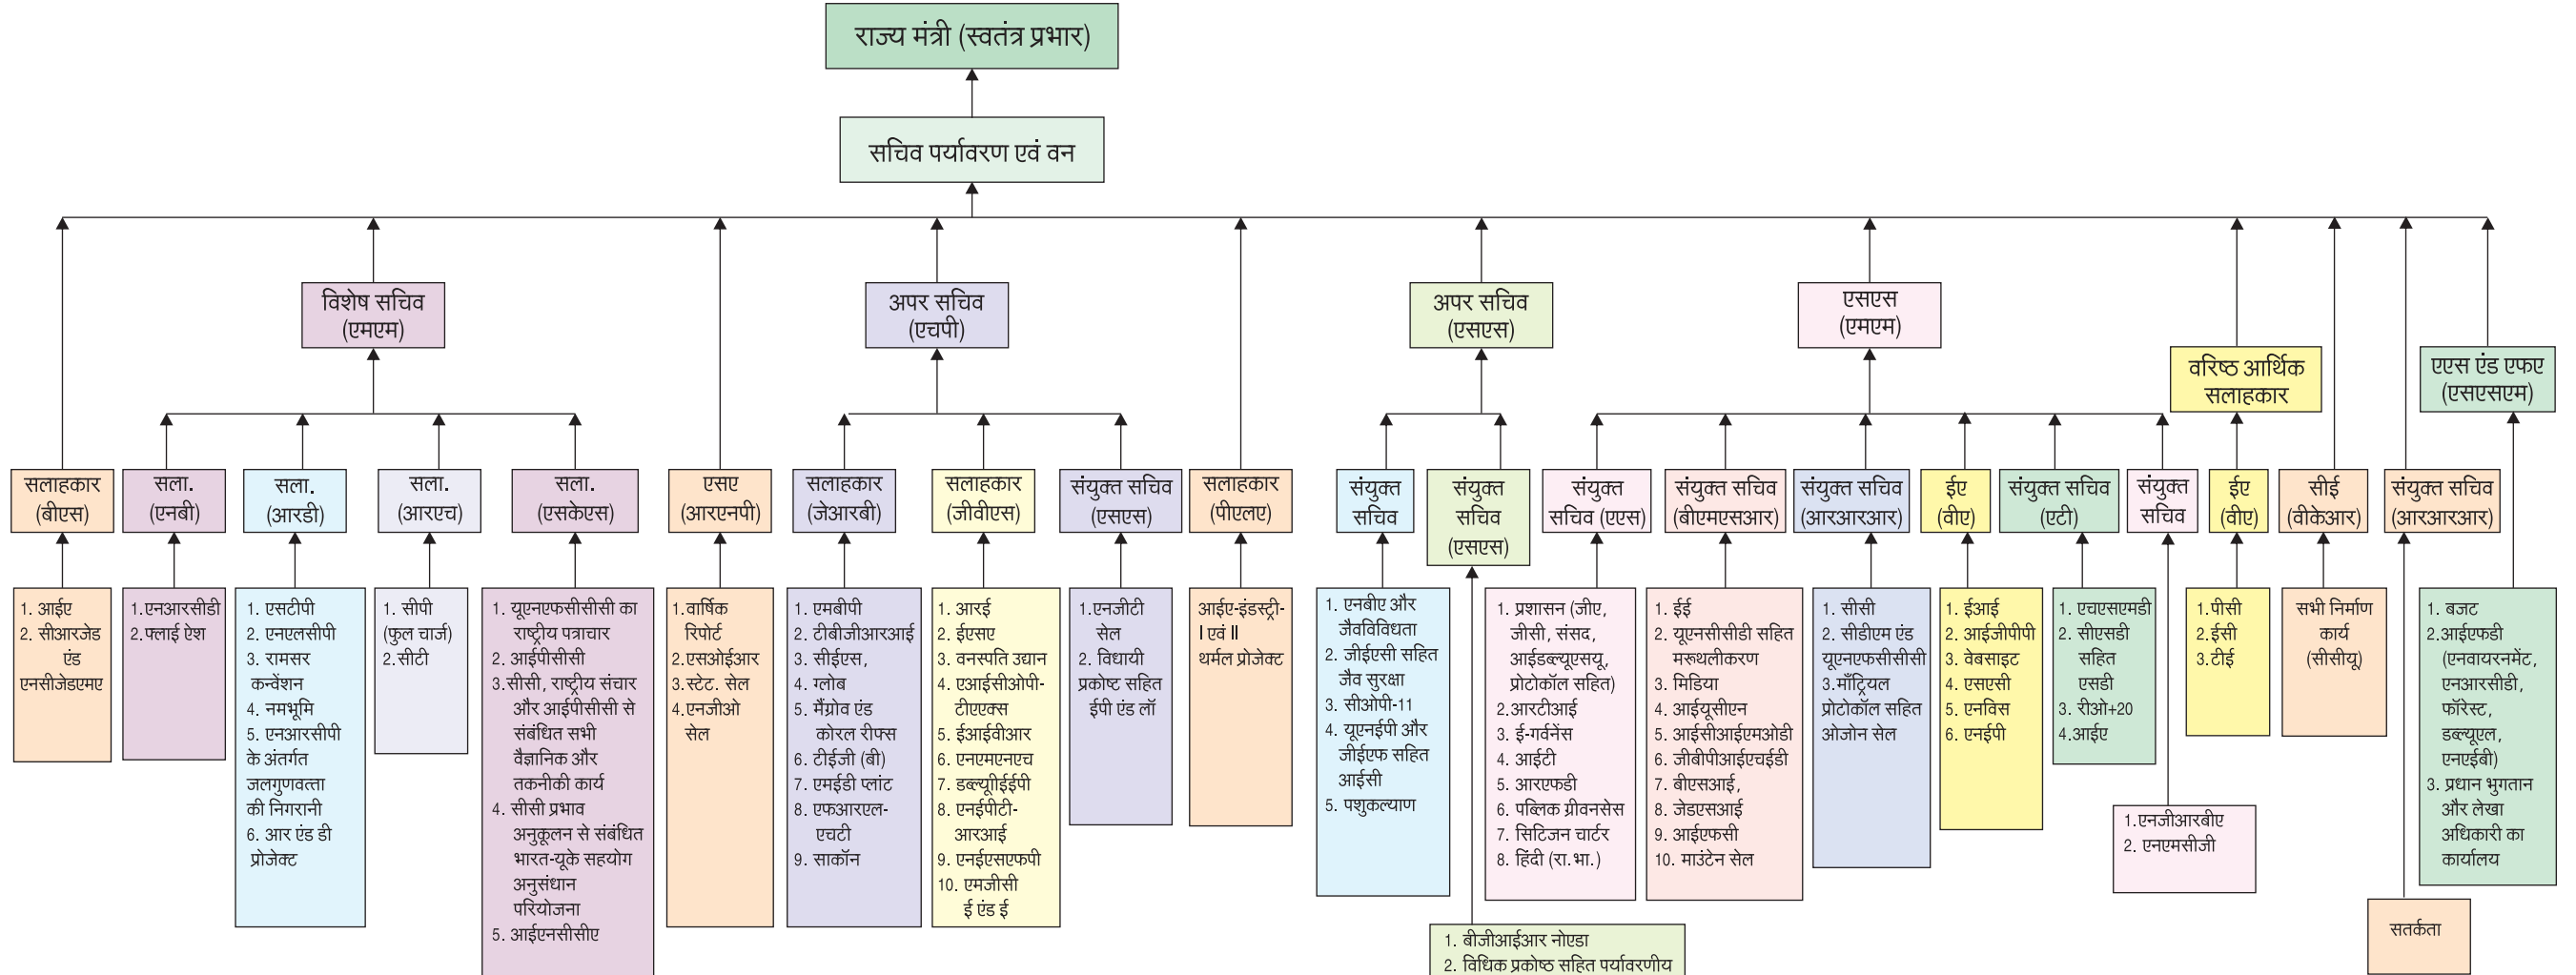 राज्य मंत्री (स्वतंत्र प्रभार)
सचिव पर्यावरण एवं वन
विशेष सचिव
(एमएम)
अपर सचिव
(एचपी)
अपर सचिव
(एसएस)
एसएस
(एमएम)
वरिष्ठ आर्थिक
सलाहकार
एएस एंड एफए
(एसएसएम)
सलाहकार
(बीएस)
सला.
(एनबी)
सला.
(आरडी)
सला.
(आरएच)
सला.
(एसकेएस)
एसए
(आरएनपी)
सलाहकार
(जेआरबी)
सलाहकार
(जीवीएस)
संयुक्त सचिव
(एसएस)
सलाहकार
(पीएलए)
संयुक्त
सचिव
संयुक्त
सचिव
(एसएस)
संयुक्त
सचिव (एएस)
संयुक्त सचिव
(बीएमएसआर)
संयुक्त सचिव
(आरआरआर)
ईए
(वीए)
संयुक्त सचिव
(एटी)
संयुक्त
सचिव
ईए
(वीए)
सीई
(वीकेआर)
संयुक्त सचिव
(आरआरआर)
1. आईए
2. सीआरजेड
एंड
एनसीजेडएमए
1.एनआरसीडी
2.फ्लाई ऐश
1. एसटीपी
2. एनएलसीपी
3. रामसर
कन्वेंशन
4. नमभूमि
5. एनआरसीपी
के अंतर्गत
जलगुणवत्ता
की निगरानी
6. आर एंड डी
प्रोजेक्ट
1. सीपी
(फुल चार्ज)
2.सीटी
1. यूएनएफसीसीसी का
राष्ट्रीय पत्राचार
2. आईपीसीसी
3.सीसी, राष्ट्रीय संचार
और आईपीसीसी से
संबंधित सभी
वैज्ञानिक और
तकनीकी कार्य
4. सीसी प्रभाव
अनुकूलन से संबंधित
भारत-यूके सहयोग
अनुसंधान
परियोजना
5. आईएनसीसीए
1.वार्षिक
रिपोर्ट
2.एसओईआर
3.स्टेट. सेल
4.एनजीओ
सेल
1. एमबीपी
2. टीबीजीआरआई
3. सीईएस,
4. ग्लोब
5. मैंग्रोव एंड
कोरल रीफ्स
6. टीईजी (बी)
7. एमईडी प्लांट
8. एफआरएल-
एचटी
9. साकॉन
1. आरई
2. ईएसए
3. वनस्पति उद्यान
4. एआईसीओपी-
टीएएक्स
5. ईआईवीआर
6. एनएमएनएच
7. डब्ल्यूीईईपी
8. एनईपीटी-
आरआई
9. एनईएसएफपी
10. एमजीसी
ई एंड ई
1.एनजीटी
सेल
2. विधायी
प्रकोष्ट सहित
ईपी एंड लॉ
आईए-इंडस्ट्री-
I एवं II
थर्मल प्रोजेक्ट
1. एनबीए और
जैवविविधता
2. जीईएसी सहित
जैव सुरक्षा
3. सीओपी-11
4. यूएनईपी और
जीईएफ सहित
आईसी
5. पशुकल्याण
1. बीजीआईआर नोएडा
2. विधिक प्रकोष्ठ सहित पर्यावरणीय
1. प्रशासन (जीए,
जीसी, संसद,
आईडब्ल्यूएसयू,
प्रोटोकॉल सहित)
2.आरटीआई
3. ई-गर्वनेंस
4. आईटी
5. आरएफडी
6. पब्लिक ग्रीवनसेस
7. सिटिजन चार्टर
8. हिंदी (रा.भा.)
1. ईई
2. यूएनसीसीडी सहित
मरूथलीकरण
3. मिडिया
4. आईयूसीएन
5. आईसीआईएमओडी
6. जीबीपीआईएचईडी
7. बीएसआई,
8. जेडएसआई
9. आईएफसी
10. माउंटेन सेल
1. सीसी
2. सीडीएम एंड
यूएनएफसीसीसी
3.मॉंट्रियल
प्रोटोकॉल सहित
ओजोन सेल
1. ईआई
2. आईजीपीपी
3. वेबसाइट
4. एसएसी
5. एनविस
6. एनईपी
1. एचएसएमडी
2. सीएसडी
सहित
एसडी
3. रीओ+20
4.आईए
1.एनजीआरबीए
2. एनएमसीजी
1.पीसी
2.ईसी
3.टीई
सभी निर्माण
कार्य
(सीसीयू)
सतर्कता
1. बजट
2.आईएफडी
(एनवायरनमेंट,
एनआरसीडी,
फॉरेस्ट,
डब्ल्यूएल,
एनएईबी)
3. प्रधान भुगतान
और लेखा
अधिकारी का
कार्यालय